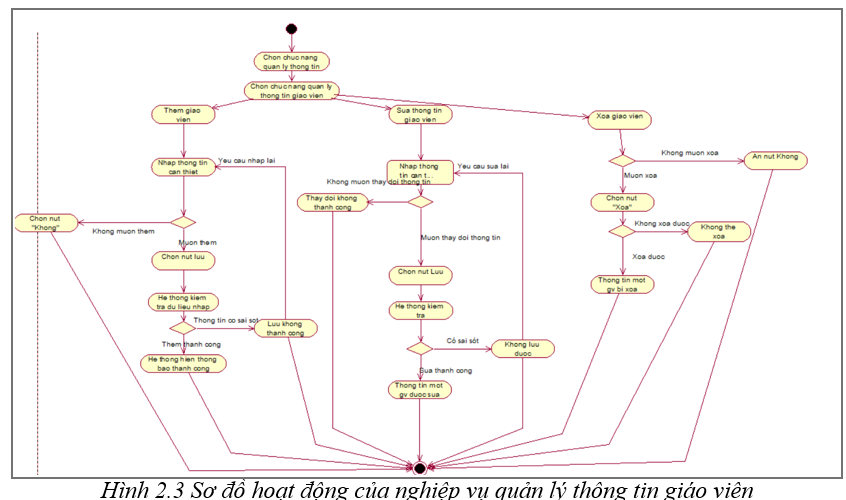 Chon chuc nang
quan ly thong tin
Chon chuc nang quan ly
thong tin giao vien
Them giao
vien
Sua thong tin
giao vien
Xoa giao vien
Nhap thong tin
can thiet
Yeu cau nhap lai
Nhap thong
tin can t...
Yeu cau sua lai
Khong muon xoa
An nut Khong
Muon xoa
Khong muon thay doi thong tin
Thay doi khong
thanh cong
Chon nut
"Xoa"
Chon nut
"Khong"
Khong muon them
Muon them
Muon thay doi thong tin
Khong xoa duoc
Khong the
xoa
Xoa duoc
Chon nut luu
Chon nut Luu
Thong tin mot
gv bi xoa
He thong kiem
tra du lieu nhap
He thong kiem
tra
Thong tin co sai sot
Luu khong
thanh cong
Them thanh cong
Có sai sót
Khong luu
duoc
He thong hien thong
bao thanh cong
Sua thanh cong
Thong tin mot
gv duoc sua
Hình 2.3 Sơ đồ hoạt động của nghiệp vụ quản lý thông tin giáo viên